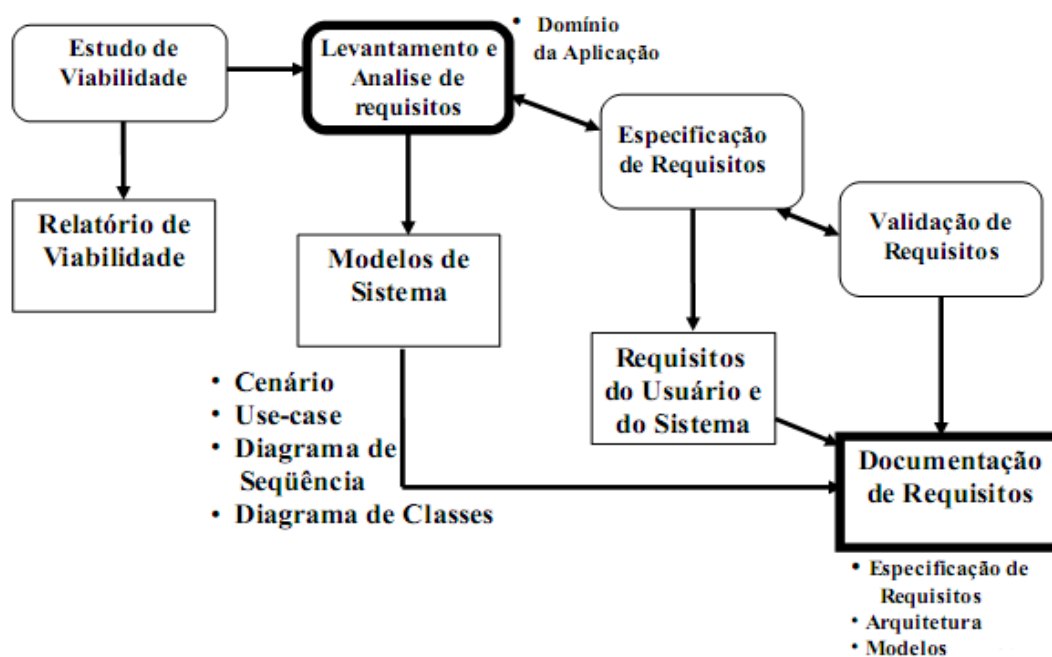 Estudo de
Viabilidade
Levantamento e
Analise de
requisitos
• Domínio
da Aplicação
Especificação
de Requisitos
Validação de
Requisitos
Relatório de
Viabilidade
Modelos de
Sistema
• Cenário
• Use-case
• Diagrama de
Seqüência
• Diagrama de Classes
Requisitos
do Usuário e
do Sistema
Documentação
de Requisitos
• Especificação de
Requisitos
• Arquitetura
• Modelos